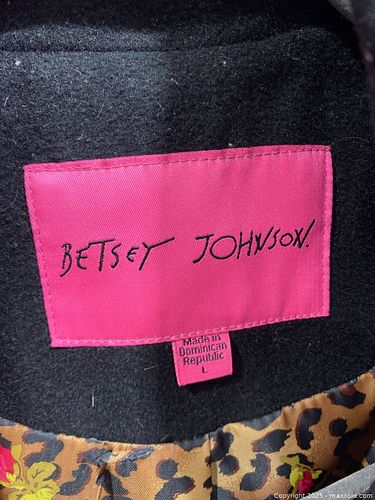 BETSEY JOHNSON.
Made in
Dominican
Republic
L
Copyright 2025 - maxsold.com